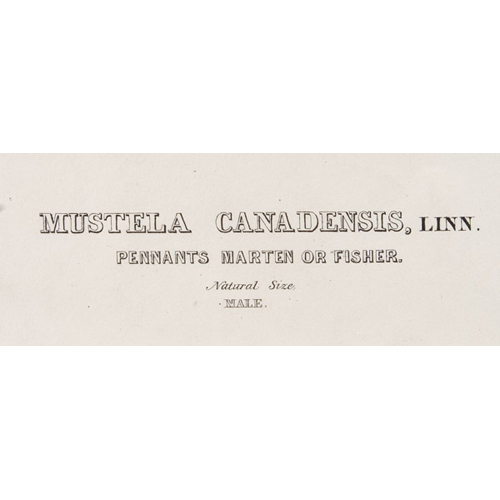 MUSTELA CANADENSIS, LINN.
PENNANTS MARTEN OR FISHER.
Natural Size
MALE.